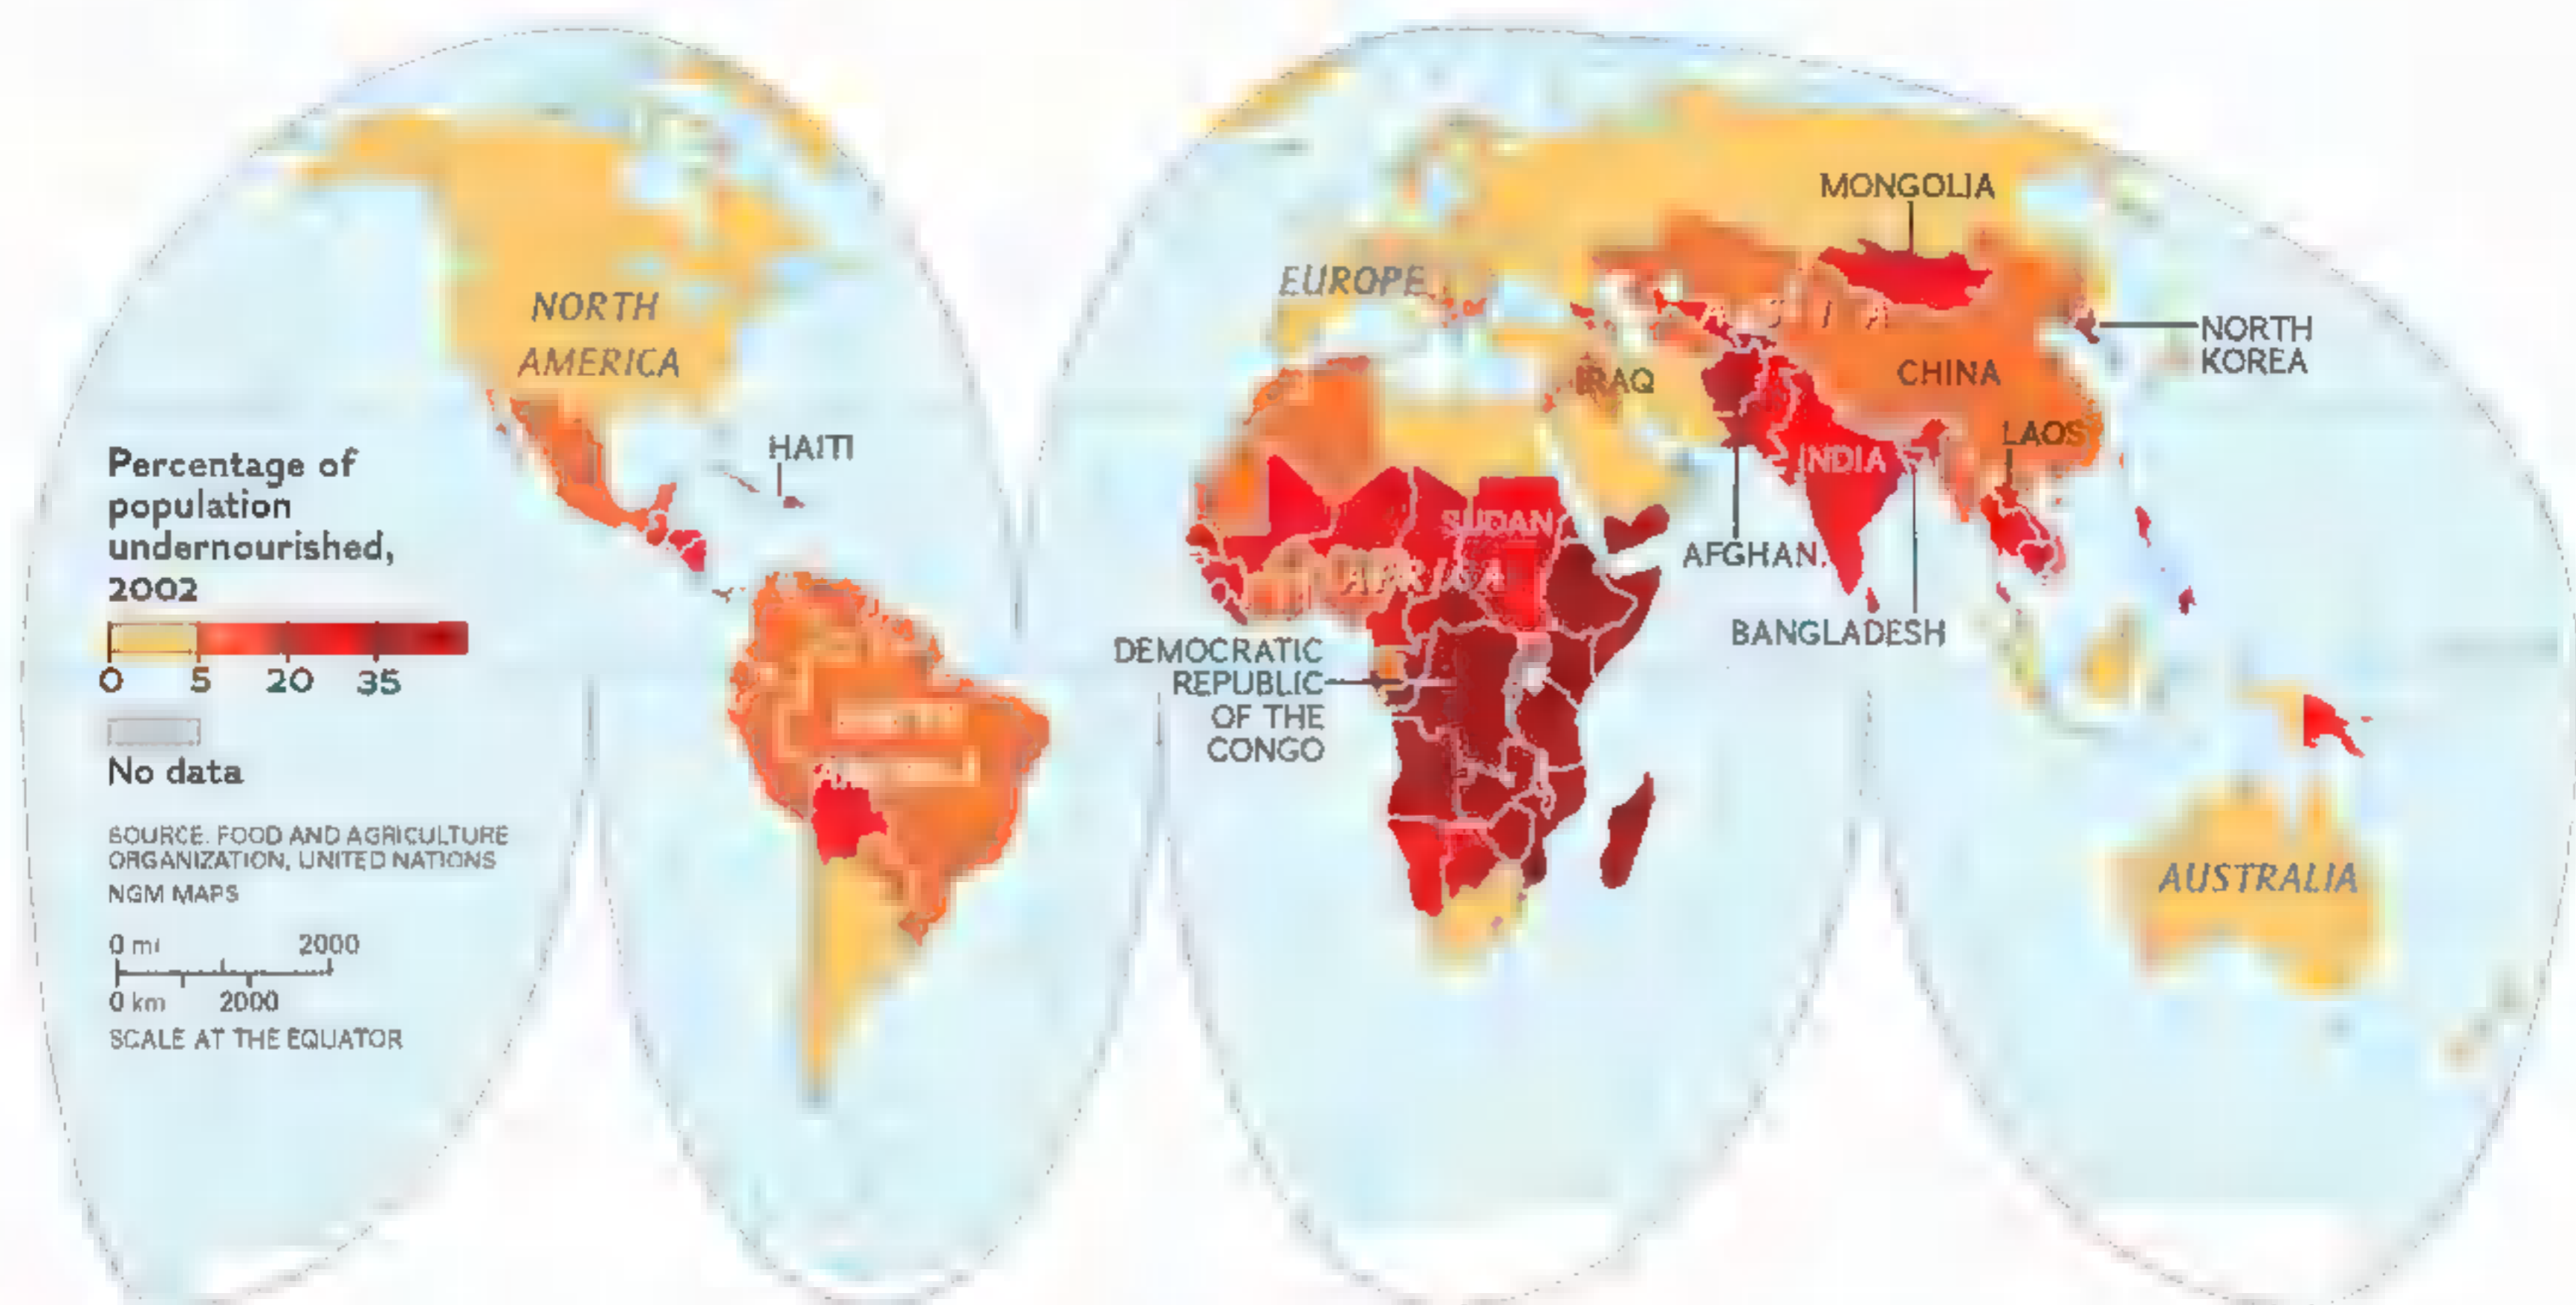 MONGOLIA
EUROPE
NORTH
AMERICA
NORTH
KOREA
IRAQ
CHINA
HAITI
LAOS
INDIA
Percentage of
population
undernourished,
2002
0 5 20 35
No data
SUDAN
AFRICA
AFGHAN.
BANGLADESH
DEMOCRATIC
REPUBLIC
OF THE
CONGO
SOURCE: FOOD AND AGRICULTURE
ORGANIZATION, UNITED NATIONS
NGM MAPS
AUSTRALIA
0 mi 2000
0 km 2000
SCALE AT THE EQUATOR